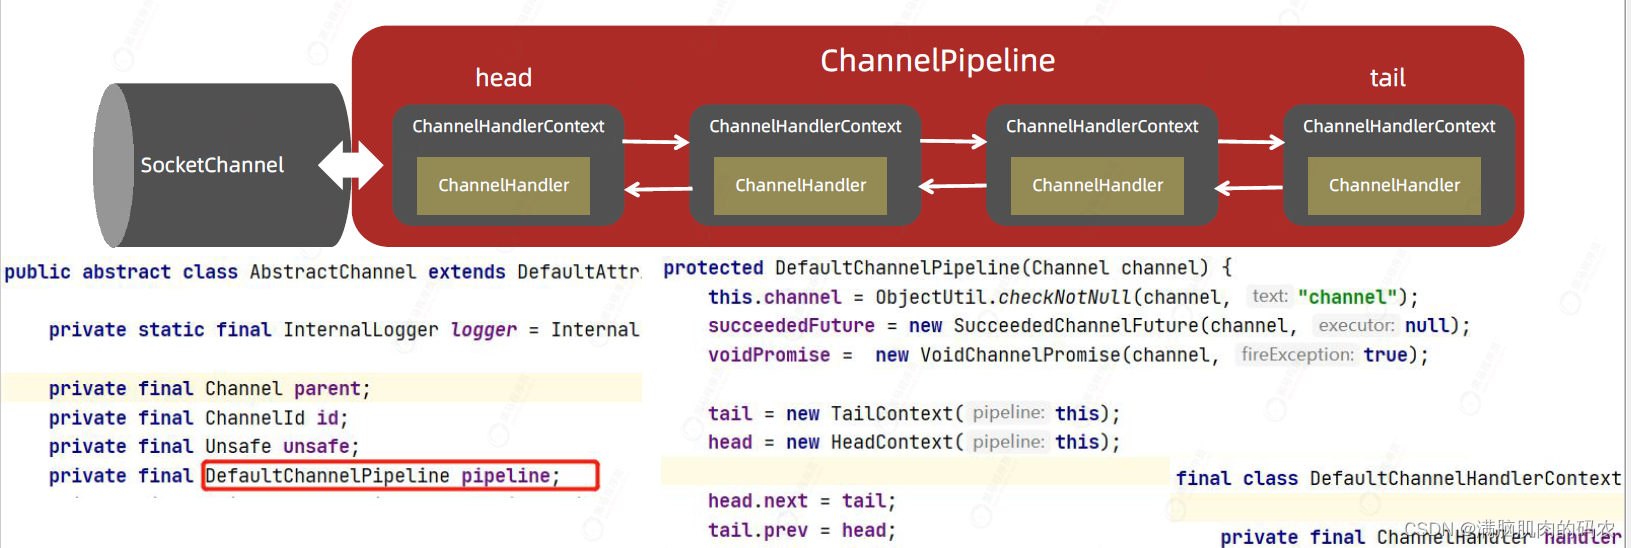 ChannelPipeline
head
tail
ChannelHandlerContext
ChannelHandlerContext
ChannelHandlerContext
ChannelHandlerContext
SocketChannel
ChannelHandler
ChannelHandler
ChannelHandler
ChannelHandler
public abstract class AbstractChannel extends DefaultAttr
private static final InternalLogger logger = Internal
private final Channel parent;
private final ChannelId id;
private final Unsafe unsafe;
private final DefaultChannelPipeline pipeline;
protected DefaultChannelPipeline(Channel channel) {
this.channel = ObjectUtil.checkNotNull(channel, text: "channel");
succeededFuture = new SucceededChannelFuture(channel, executor: null);
voidPromise = new VoidChannelPromise(channel, fireException: true);
tail = new TailContext( pipeline: this);
head = new HeadContext( pipeline: this);
head.next = tail;
tail.prev = head;
final class DefaultChannelHandlerContext
private final ChannelHandler handler
CSDN @满脑肌肉的码农